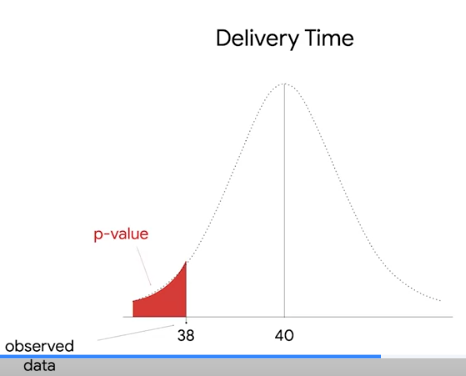 Delivery Time
p-value
38
40
observed
data